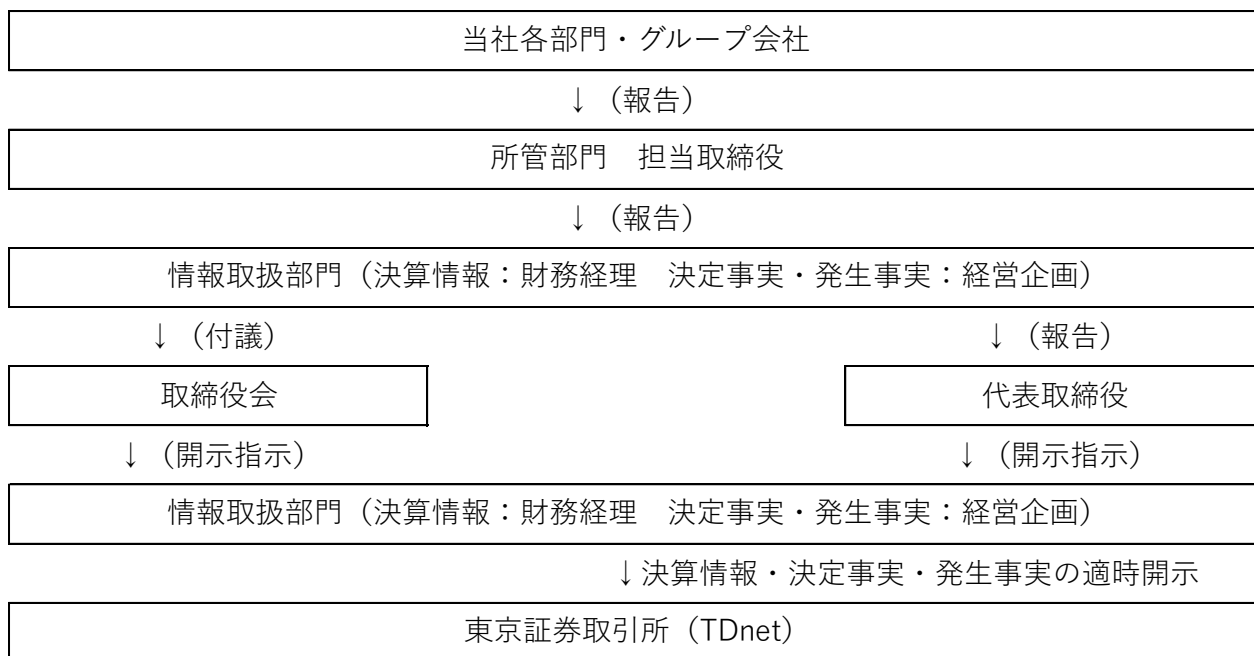 当社各部門・グループ会社
↓（報告）
所管部門　担当取締役
↓（報告）
情報取扱部門（決算情報：財務経理　決定事実・発生事実：経営企画）
↓（付議）　↓（報告）
取締役会　代表取締役
↓（開示指示）　↓（開示指示）
情報取扱部門（決算情報：財務経理　決定事実・発生事実：経営企画）
↓決算情報・決定事実・発生事実の適時開示
東京証券取引所（TDnet）